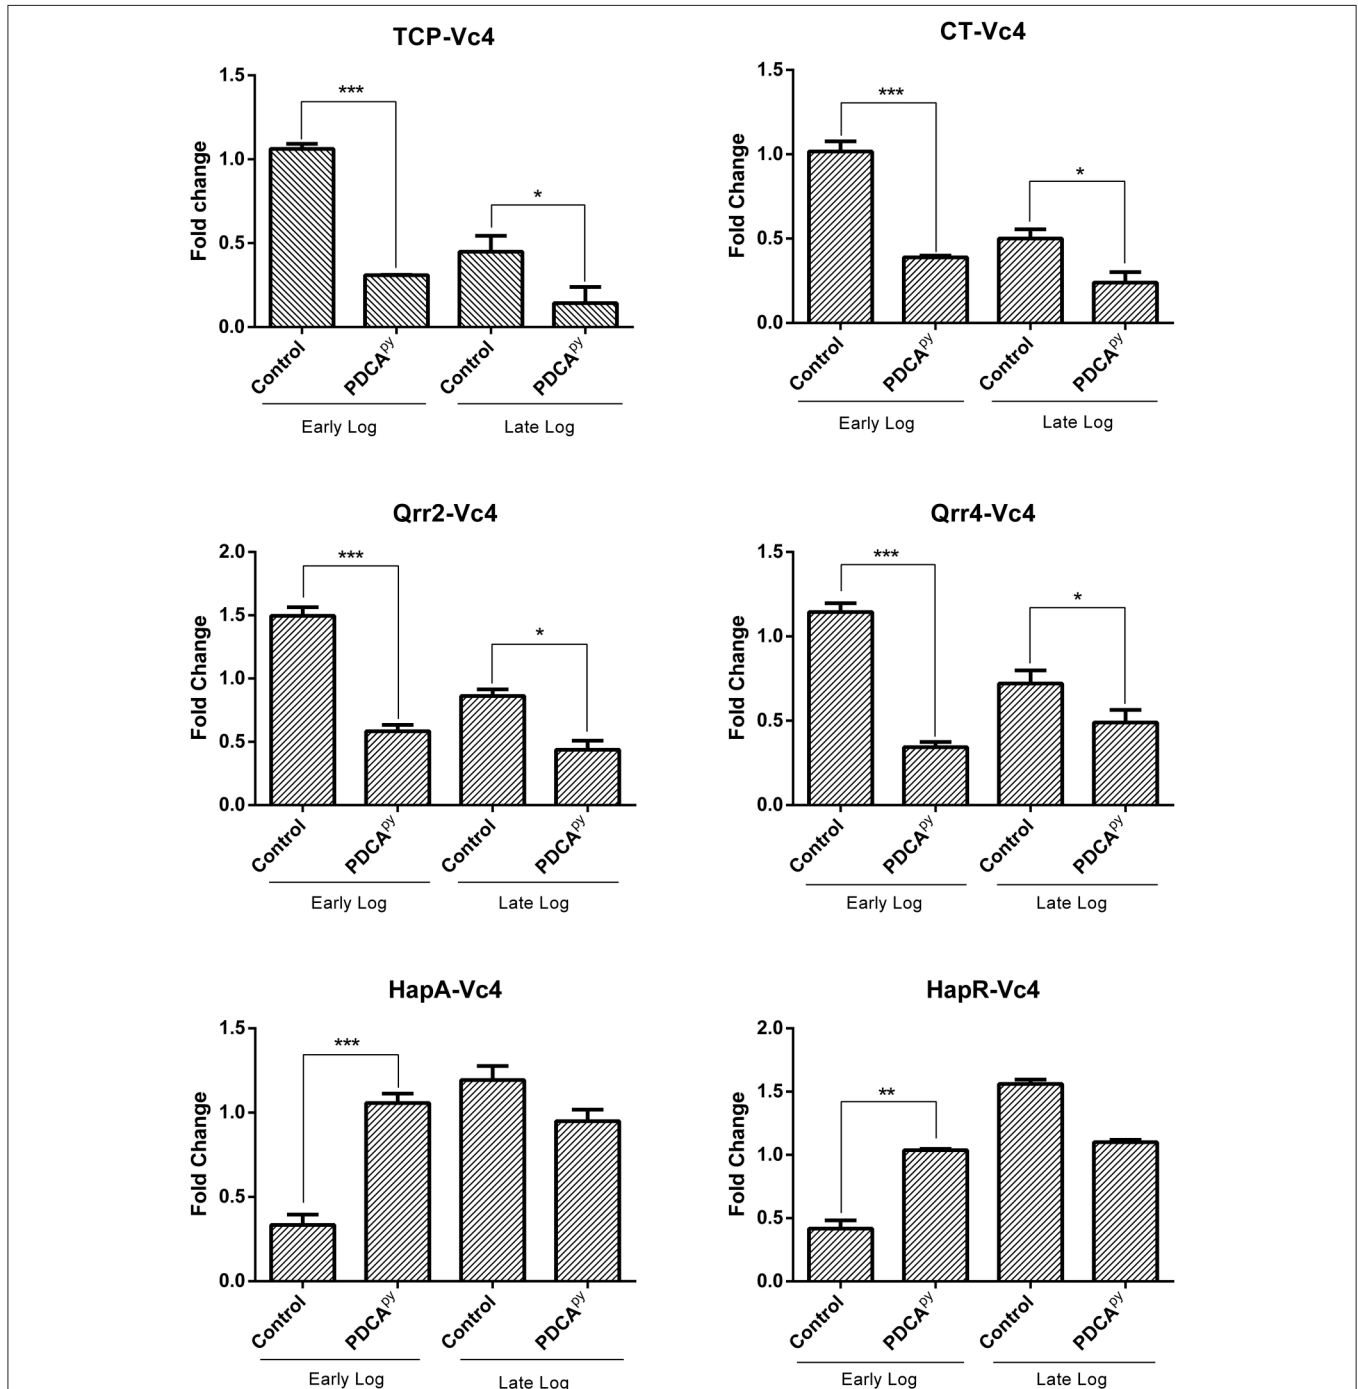 TCP-Vc4
1.5
***
1.0
*
0.5
0.0
Fold change
Control
PDCApy
Control
PDCApy
Early Log
Late Log
CT-Vc4
1.5
***
1.0
*
0.5
0.0
Fold Change
Control
PDCApy
Control
PDCApy
Early Log
Late Log
Qrr2-Vc4
2.0
***
1.5
*
1.0
0.5
0.0
Fold Change
Control
PDCApy
Control
PDCApy
Early Log
Late Log
Qrr4-Vc4
1.5
***
*
1.0
0.5
0.0
Fold Change
Control
PDCApy
Control
PDCApy
Early Log
Late Log
HapA-Vc4
1.5
***
1.0
0.5
0.0
Fold Change
Control
PDCApy
Control
PDCApy
Early Log
Late Log
HapR-Vc4
2.0
1.5
**
1.0
0.5
0.0
Fold Change
Control
PDCApy
Control
PDCApy
Early Log
Late Log